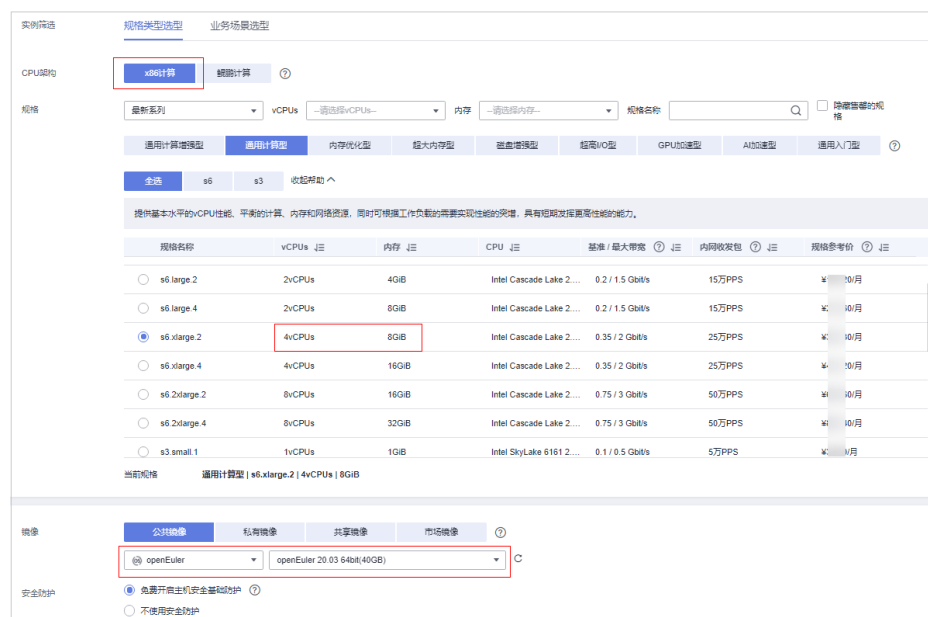 实例筛选 规格类型选型 业务场景选型
CPU架构 x86计算 鲲鹏计算
规格 最新系列 vCPUs --请选择vCPUs-- 内存 --请选择内存-- 规格名称 隐藏售罄的规格
通用计算增强型 通用计算型 内存优化型 超大内存型 磁盘增强型 超高I/O型 GPU加速型 AI加速型 通用入门型
全选 s6 s3 收起帮助
提供基本水平的vCPU性能、平衡的计算、内存和网络资源，同时可根据工作负载的需要实现性能的突增，具有短期发挥更高性能的能力。
规格名称 vCPUs 内存 CPU 基准 / 最大带宽 内网收发包 规格参考价
s6.large.2 2vCPUs 4GiB Intel Cascade Lake 2.... 0.2 / 1.5 Gbit/s 15万PPS ¥ 20/月
s6.large.4 2vCPUs 8GiB Intel Cascade Lake 2.... 0.2 / 1.5 Gbit/s 15万PPS ¥ 40/月
s6.xlarge.2 4vCPUs 8GiB Intel Cascade Lake 2.... 0.35 / 2 Gbit/s 25万PPS ¥ 40/月
s6.xlarge.4 4vCPUs 16GiB Intel Cascade Lake 2.... 0.35 / 2 Gbit/s 25万PPS ¥ 20/月
s6.2xlarge.2 8vCPUs 16GiB Intel Cascade Lake 2.... 0.75 / 3 Gbit/s 50万PPS ¥ 40/月
s6.2xlarge.4 8vCPUs 32GiB Intel Cascade Lake 2.... 0.75 / 3 Gbit/s 50万PPS ¥ 40/月
s3.small.1 1vCPUs 1GiB Intel SkyLake 6161 2.... 0.1 / 0.5 Gbit/s 5万PPS ¥ /月
当前规格 通用计算型 | s6.xlarge.2 | 4vCPUs | 8GiB
镜像 公共镜像 私有镜像 共享镜像 市场镜像
openEuler openEuler 20.03 64bit(40GB)
安全防护 免费开启主机安全基础防护
不使用安全防护